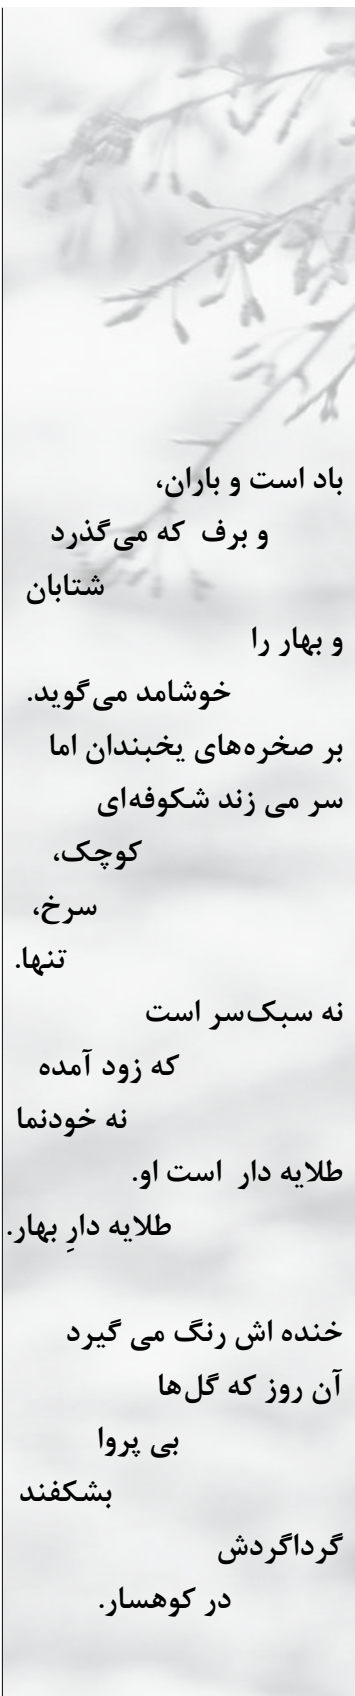 باد است و باران،
و برف که می‌گذرد
شتابان
و بهار را
خوشامد می‌گوید.
بر صخره‌های یخبندان اما
سر می زند شکوفه‌ای
کوچک،
سرخ،
تنها.
نه سبک‌سر است
که زود آمده
نه خودنما
طلایه دار است او.
طلایه دارِ بهار.
خنده اش رنگ می گیرد
آن روز که گل‌ها
بی پروا
بشکفند
گرداگردش
در کوهسار.